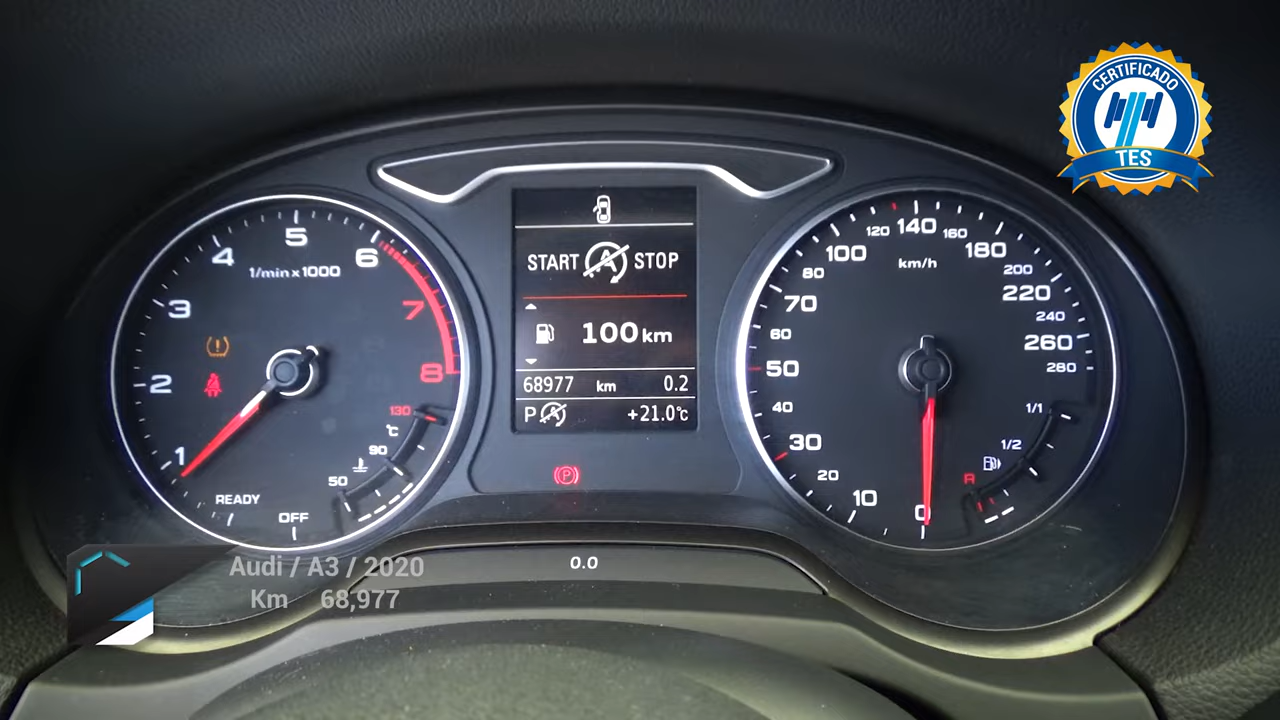 CERTIFICADO
TES
5
4
6
1/min x 1000
3
7
2
8
1
130
°C
90
50
READY
OFF
START A STOP
100 km
68977 km 0.2
P A +21.0°C
(P)
0.0
140
120
160
100
180
km/h
80
200
70
220
60
240
260
50
280
40
1/1
30
1/2
20
R
10
0
Audi / A3 / 2020
Km 68,977